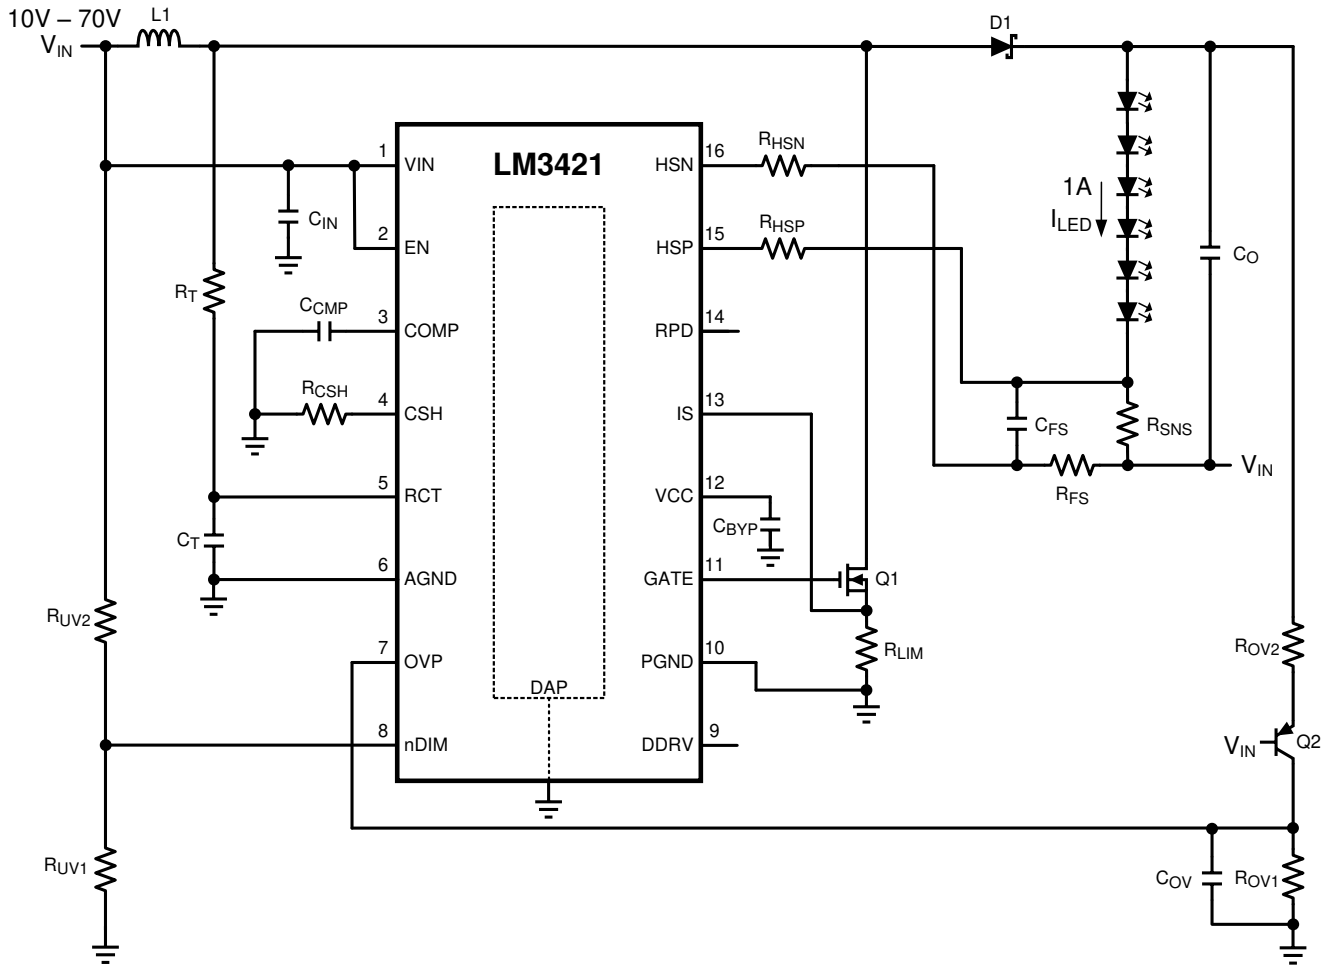 10V – 70V
L1
VIN
D1
LM3421
1
VIN
16
HSN
RHSN
CIN
1A
ILED
2
EN
15
HSP
RHSP
CO
RT
CCMP
3
COMP
14
RPD
RCSH
4
CSH
13
IS
CFS
RSNS
VIN
RFS
5
RCT
12
VCC
CBYP
CT
6
AGND
11
GATE
Q1
RUV2
7
OVP
10
PGND
RLIM
ROV2
DAP
8
nDIM
9
DDRV
VIN
Q2
RUV1
COV
ROV1